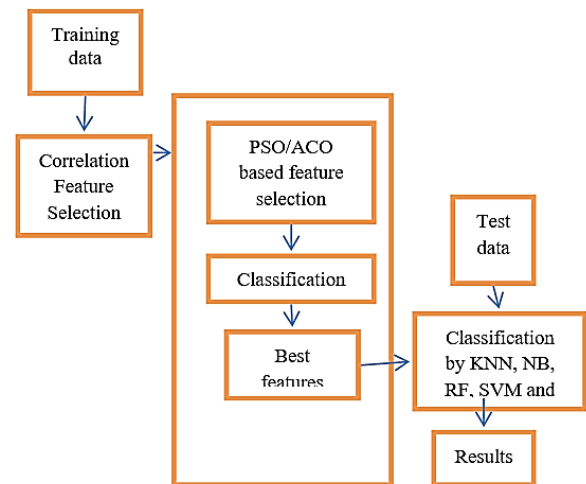 Training
data
Correlation
Feature
Selection
PSO/ACO
based feature
selection
Classification
Best
features
Test
data
Classification
by KNN, NB,
RF, SVM and
Results